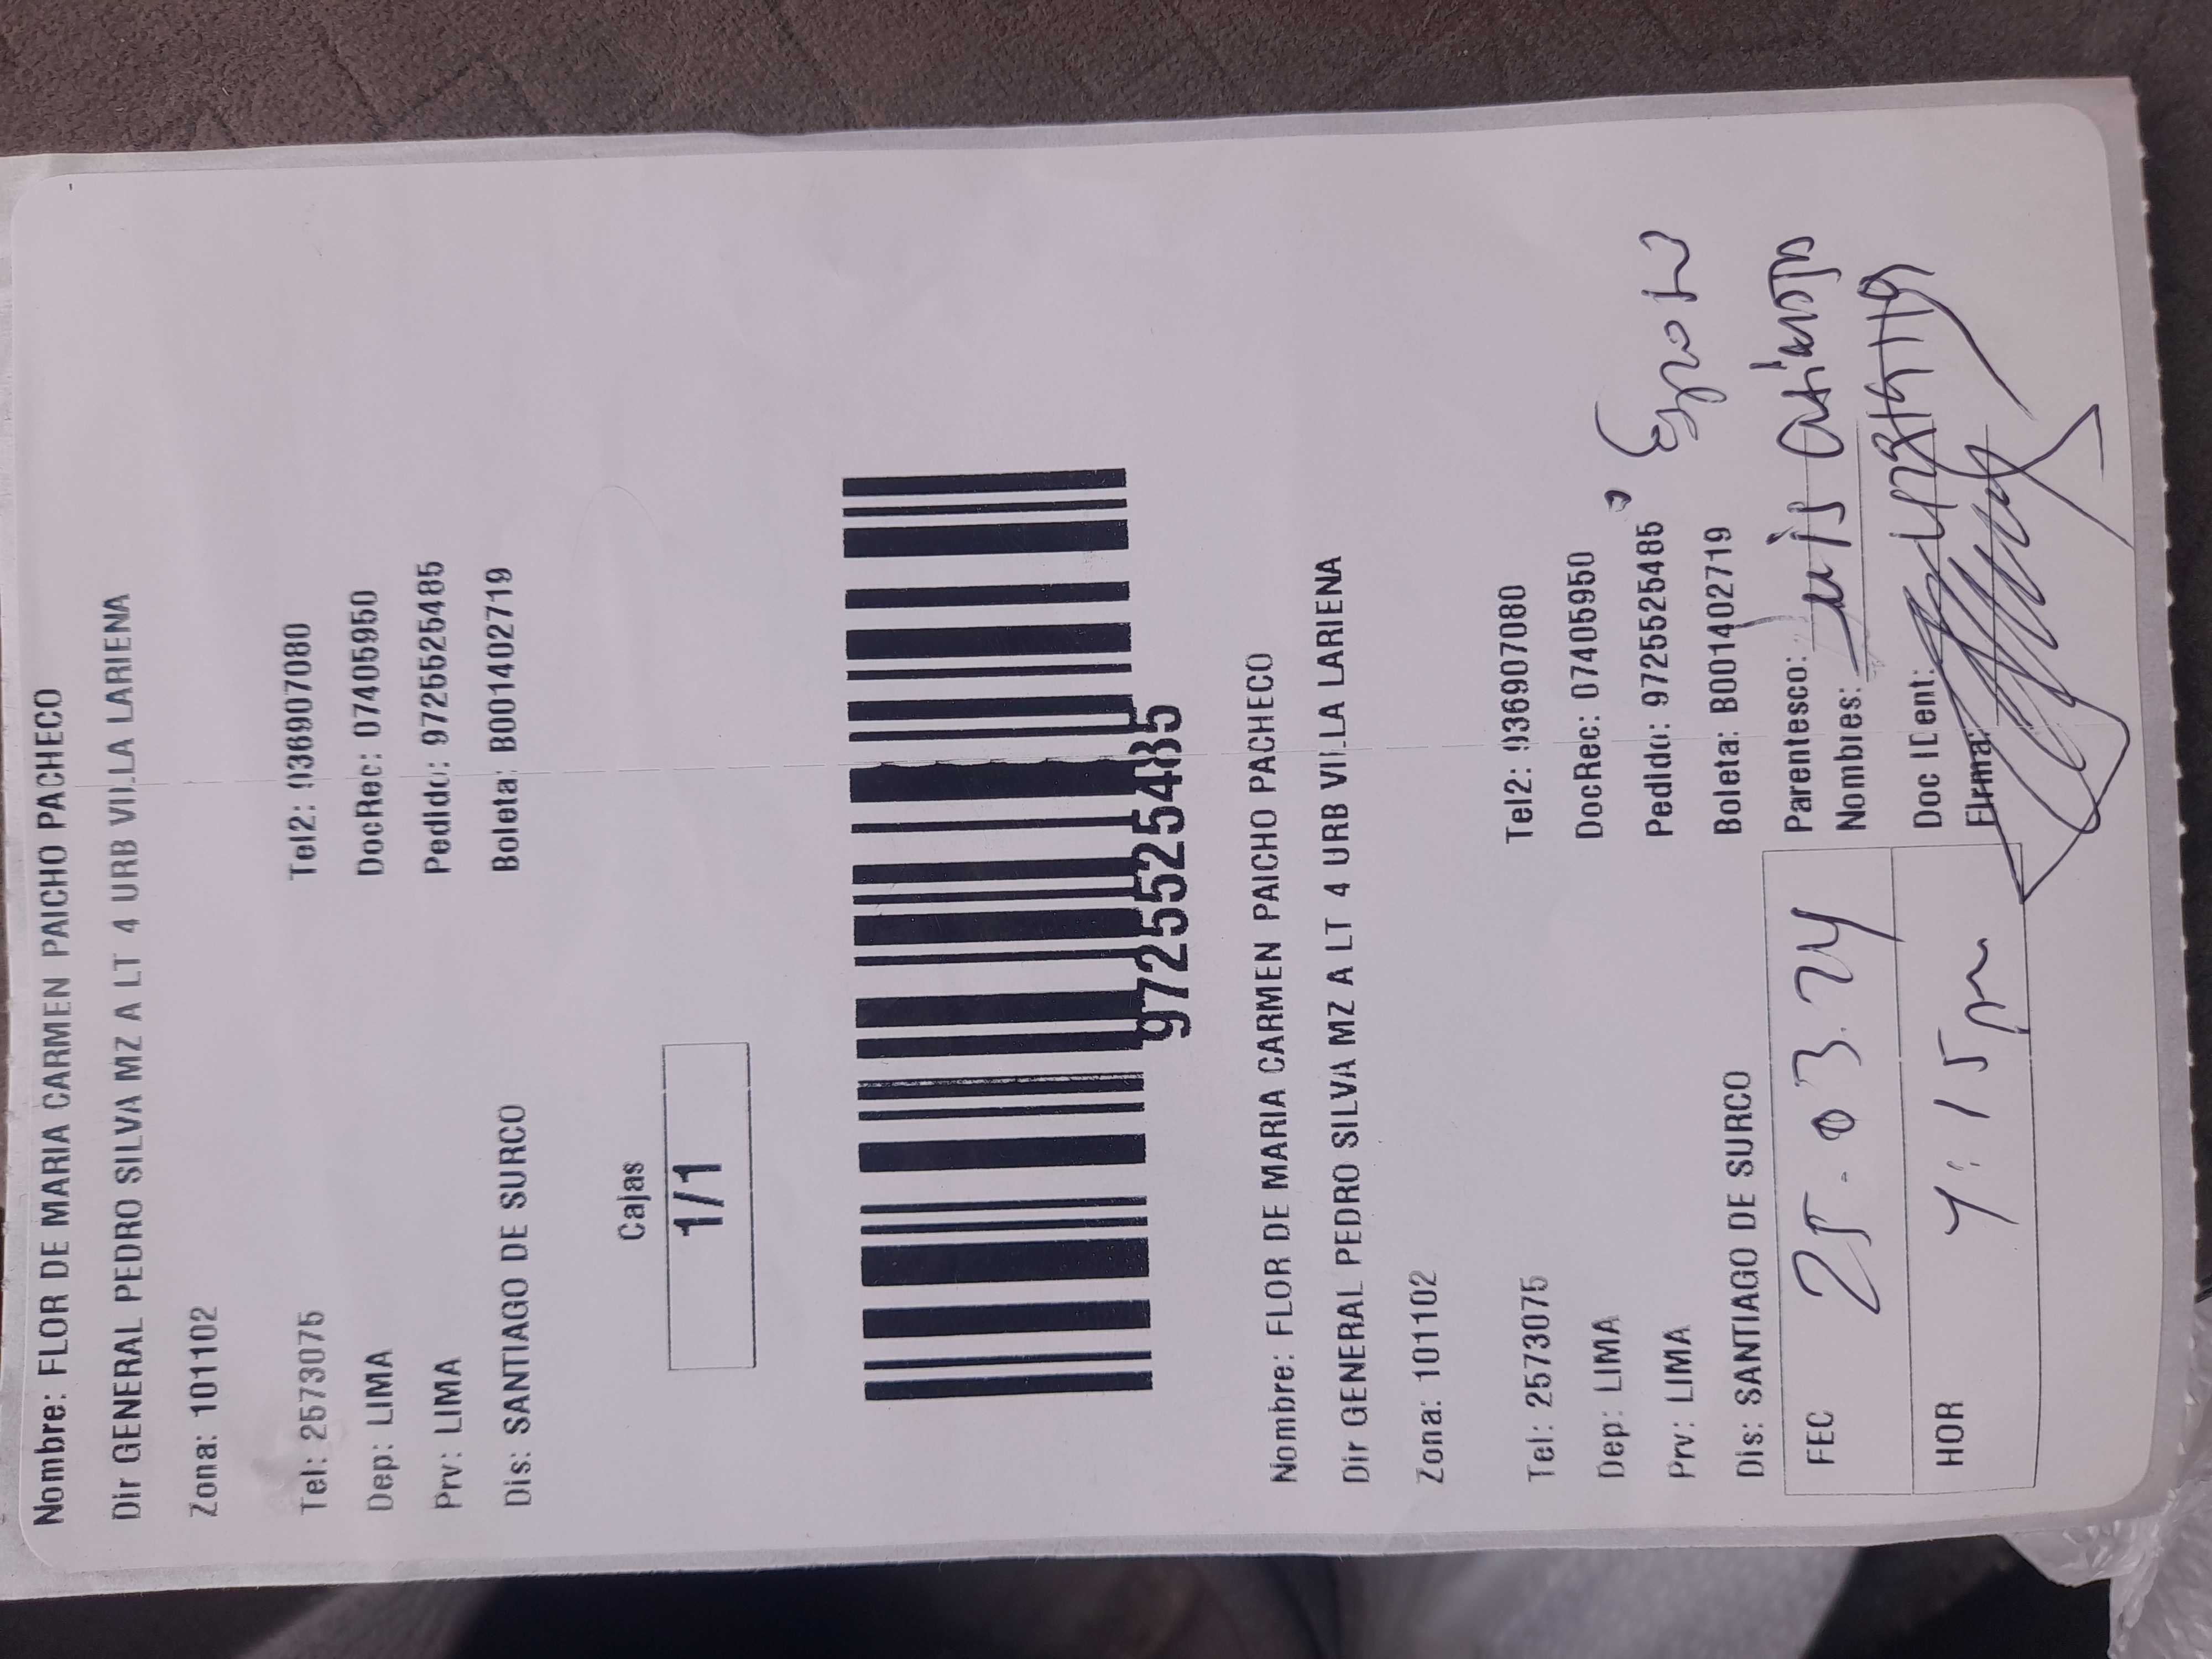 Nombre: FLOR DE MARIA CARMEN PAICHO PACHECO
Dir GENERAL PEDRO SILVA MZ A LT 4 URB VILLA LARIENA
Zona: 101102
Tel: 2573075 Tel2: 936907080
Dep: LIMA DocRec: 07405950
Prv: LIMA Pedido: 9725525485
Dis: SANTIAGO DE SURCO Boleta: B001402719
Cajas
1/1
9725525485
Nombre: FLOR DE MARIA CARMEN PAICHO PACHECO
Dir GENERAL PEDRO SILVA MZ A LT 4 URB VILLA LARIENA
Zona: 101102
Tel: 2573075 Tel2: 936907080
Dep: LIMA DocRec: 07405950
Prv: LIMA Pedido: 9725525485
Dis: SANTIAGO DE SURCO Boleta: B001402719
FEC 25.03.24 Parentesco: Esposo
Nombres: Luis
HOR Doc IDent:
Firma: